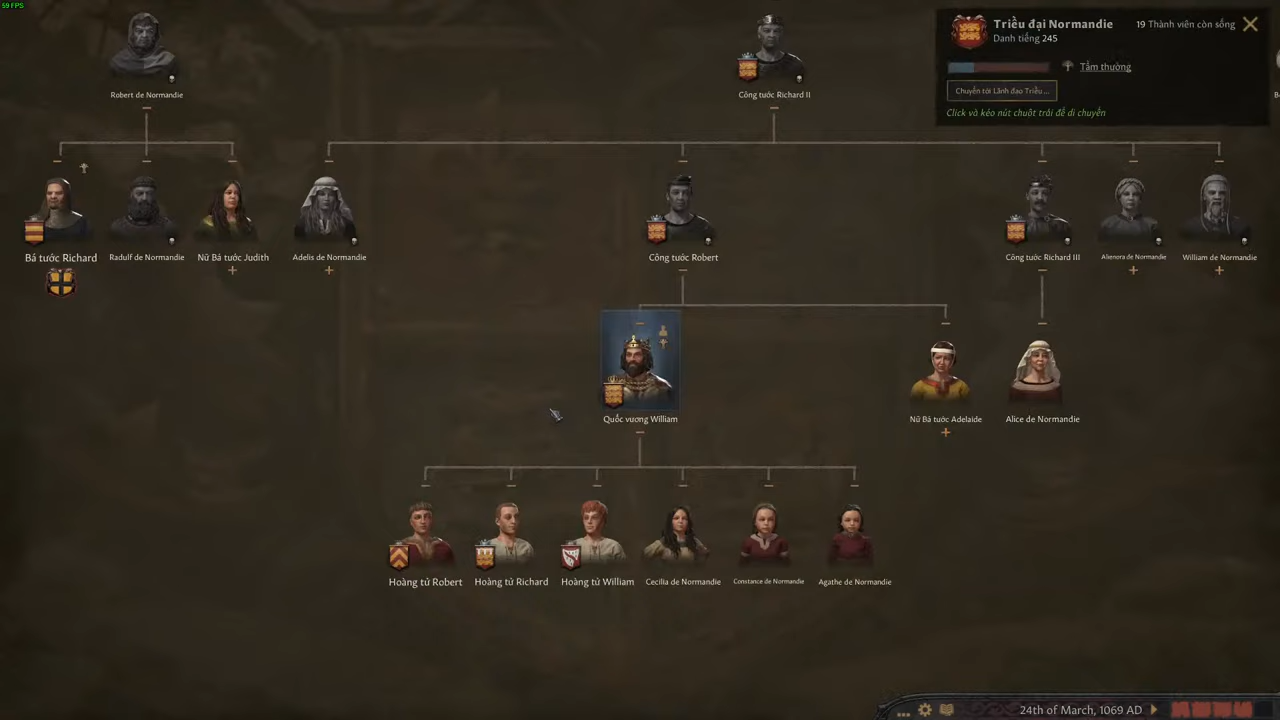 59 FPS
Triều đại Normandie
19 Thành viên còn sống
Danh tiếng 245
Tầm thường
Chuyển tới Lãnh đạo Triều ...
Click và kéo nút chuột trái để di chuyển
Robert de Normandie
Công tước Richard II
Bá tước Richard
Radulf de Normandie
Nữ Bá tước Judith
Adelis de Normandie
Công tước Robert
Công tước Richard III
Alienora de Normandie
William de Normandie
Quốc vương William
Nữ Bá tước Adelaide
Alice de Normandie
Hoàng tử Robert
Hoàng tử Richard
Hoàng tử William
Cecilia de Normandie
Constance de Normandie
Agathe de Normandie
24th of March, 1069 AD